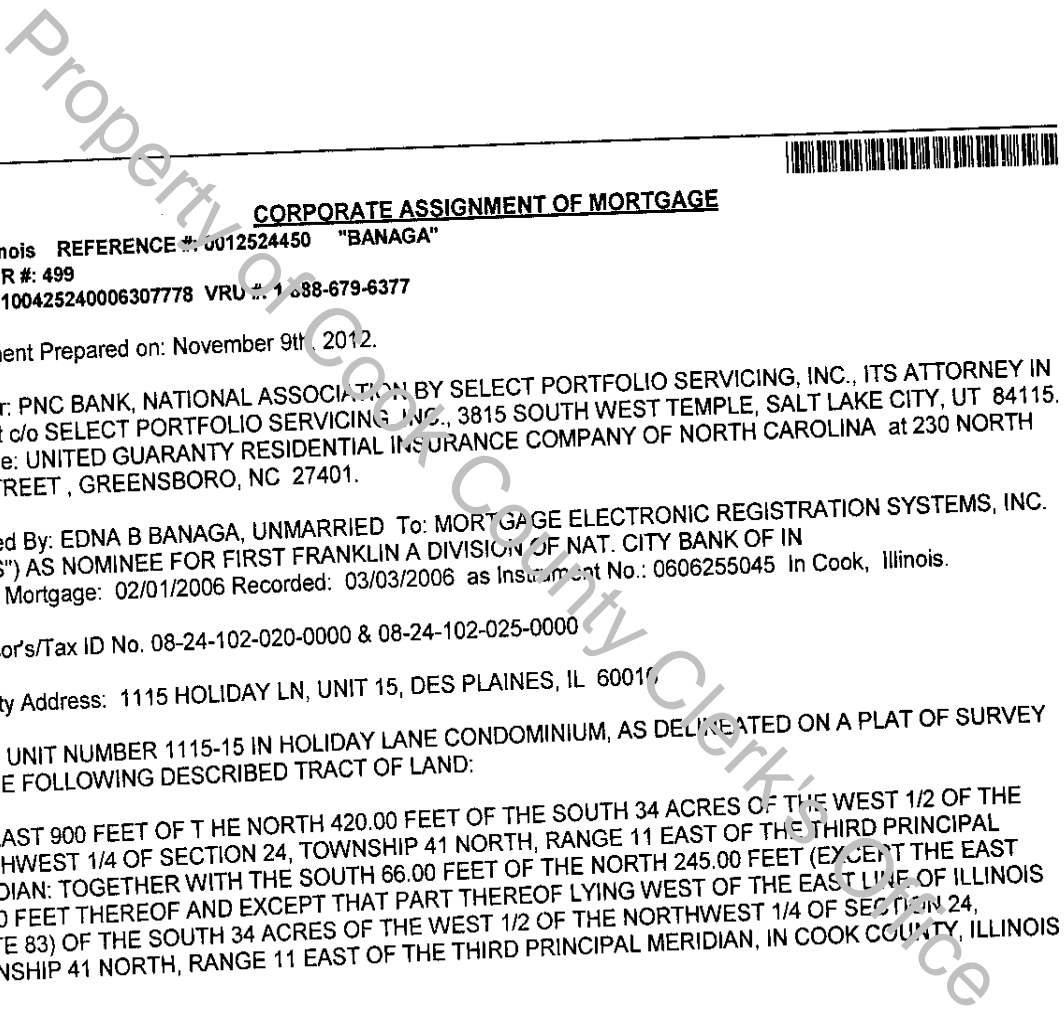 Property of Cook County Clerk's Office
CORPORATE ASSIGNMENT OF MORTGAGE
nois REFERENCE #: 0012524450 "BANAGA"
R #: 499
100425240006307778 VRU #: 1 888-679-6377
ent Prepared on: November 9th, 2012.
r: PNC BANK, NATIONAL ASSOCIATION BY SELECT PORTFOLIO SERVICING, INC., ITS ATTORNEY IN
t c/o SELECT PORTFOLIO SERVICING, INC., 3815 SOUTH WEST TEMPLE, SALT LAKE CITY, UT 84115.
e: UNITED GUARANTY RESIDENTIAL INSURANCE COMPANY OF NORTH CAROLINA at 230 NORTH
TREET , GREENSBORO, NC 27401.
ed By: EDNA B BANAGA, UNMARRIED To: MORTGAGE ELECTRONIC REGISTRATION SYSTEMS, INC.
S") AS NOMINEE FOR FIRST FRANKLIN A DIVISION OF NAT. CITY BANK OF IN
Mortgage: 02/01/2006 Recorded: 03/03/2006 as Instrument No.: 0606255045 In Cook, Illinois.
or's/Tax ID No. 08-24-102-020-0000 & 08-24-102-025-0000
ty Address: 1115 HOLIDAY LN, UNIT 15, DES PLAINES, IL 60016
UNIT NUMBER 1115-15 IN HOLIDAY LANE CONDOMINIUM, AS DELINEATED ON A PLAT OF SURVEY
E FOLLOWING DESCRIBED TRACT OF LAND:
AST 900 FEET OF T HE NORTH 420.00 FEET OF THE SOUTH 34 ACRES OF THE WEST 1/2 OF THE
HWEST 1/4 OF SECTION 24, TOWNSHIP 41 NORTH, RANGE 11 EAST OF THE THIRD PRINCIPAL
DIAN: TOGETHER WITH THE SOUTH 66.00 FEET OF THE NORTH 245.00 FEET (EXCEPT THE EAST
0 FEET THEREOF AND EXCEPT THAT PART THEREOF LYING WEST OF THE EAST LINE OF ILLINOIS
TE 83) OF THE SOUTH 34 ACRES OF THE WEST 1/2 OF THE NORTHWEST 1/4 OF SECTION 24,
NSHIP 41 NORTH, RANGE 11 EAST OF THE THIRD PRINCIPAL MERIDIAN, IN COOK COUNTY, ILLINOIS